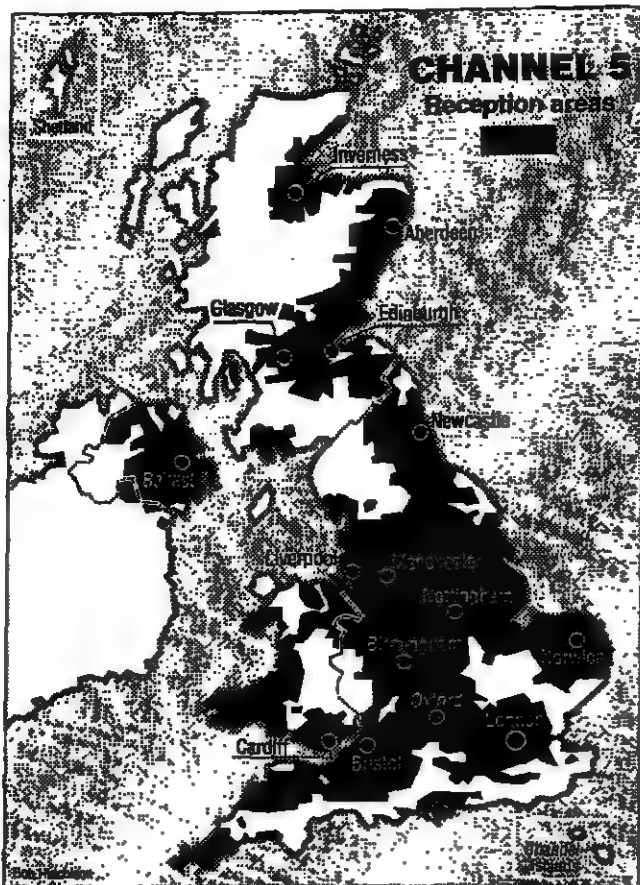 CHANNEL 5
Reception areas
Shetland
Inverness
Aberdeen
Glasgow
Edinburgh
Newcastle
Belfast
Liverpool
Manchester
Nottingham
Birmingham
Norwich
Oxford
London
Cardiff
Bristol
Channel